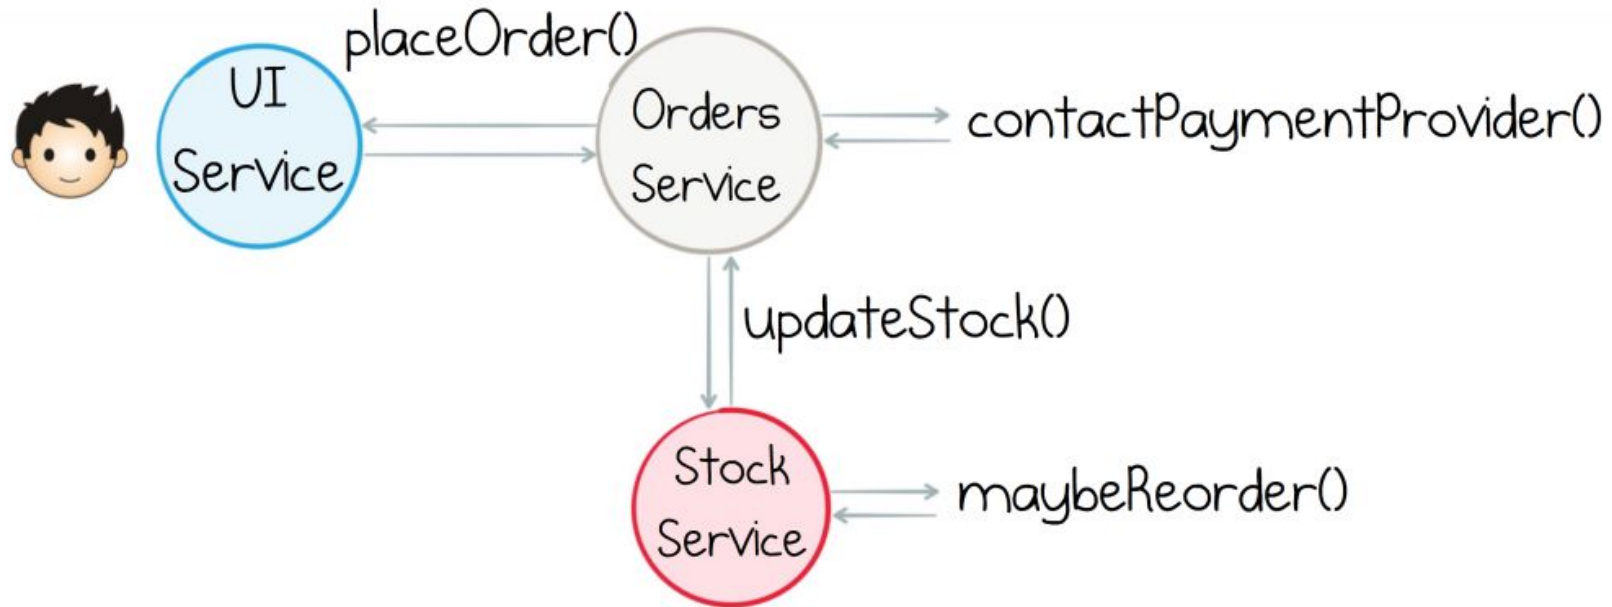 placeOrder()
UI
Service
Orders
Service
contactPaymentProvider()
updateStock()
Stock
Service
maybeReorder()